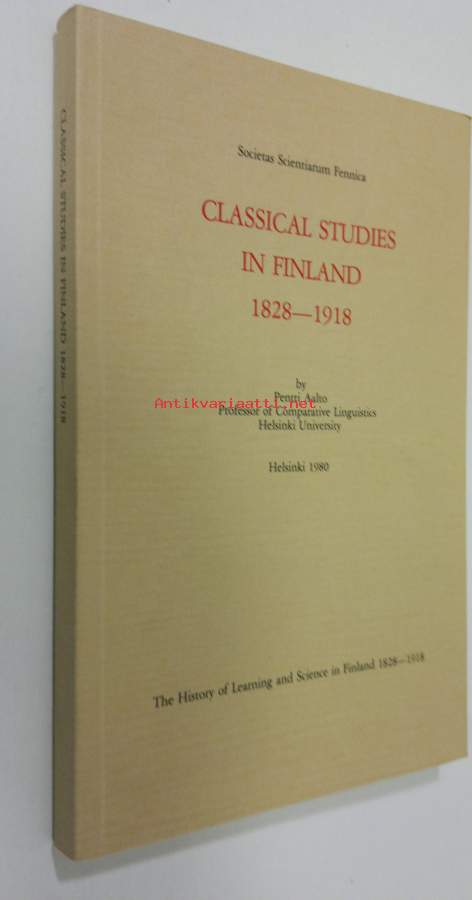 CLASSICAL STUDIES IN FINLAND 1828—1918
Societas Scientiarum Fennica
CLASSICAL STUDIES
IN FINLAND
1828—1918
by
Pentti Aalto
Antikvariaatti.net
Professor of Comparative Linguistics
Helsinki University
Helsinki 1980
The History of Learning and Science in Finland 1828—1918